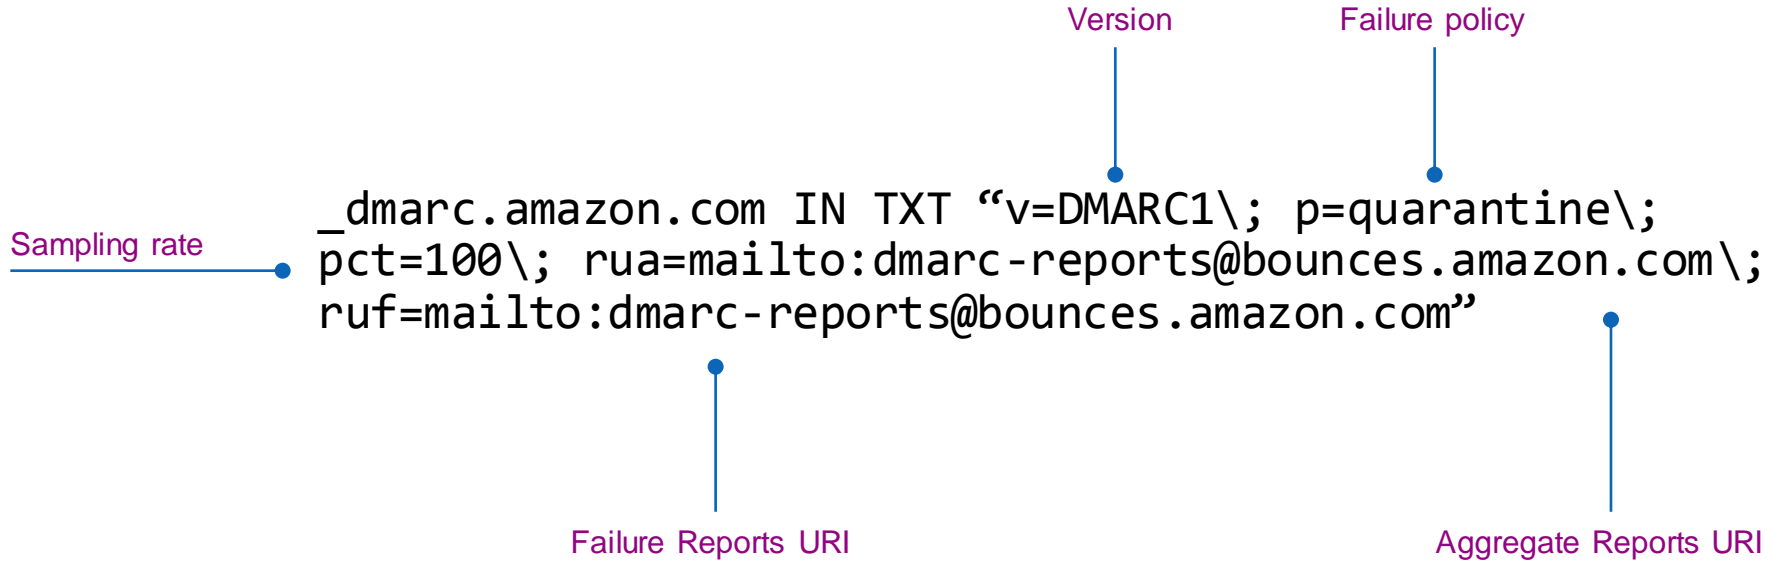 Version
Failure policy
_dmarc.amazon.com IN TXT “v=DMARC1\; p=quarantine\;
Sampling rate
pct=100\; rua=mailto:dmarc-reports@bounces.amazon.com\;
ruf=mailto:dmarc-reports@bounces.amazon.com”
Failure Reports URI
Aggregate Reports URI